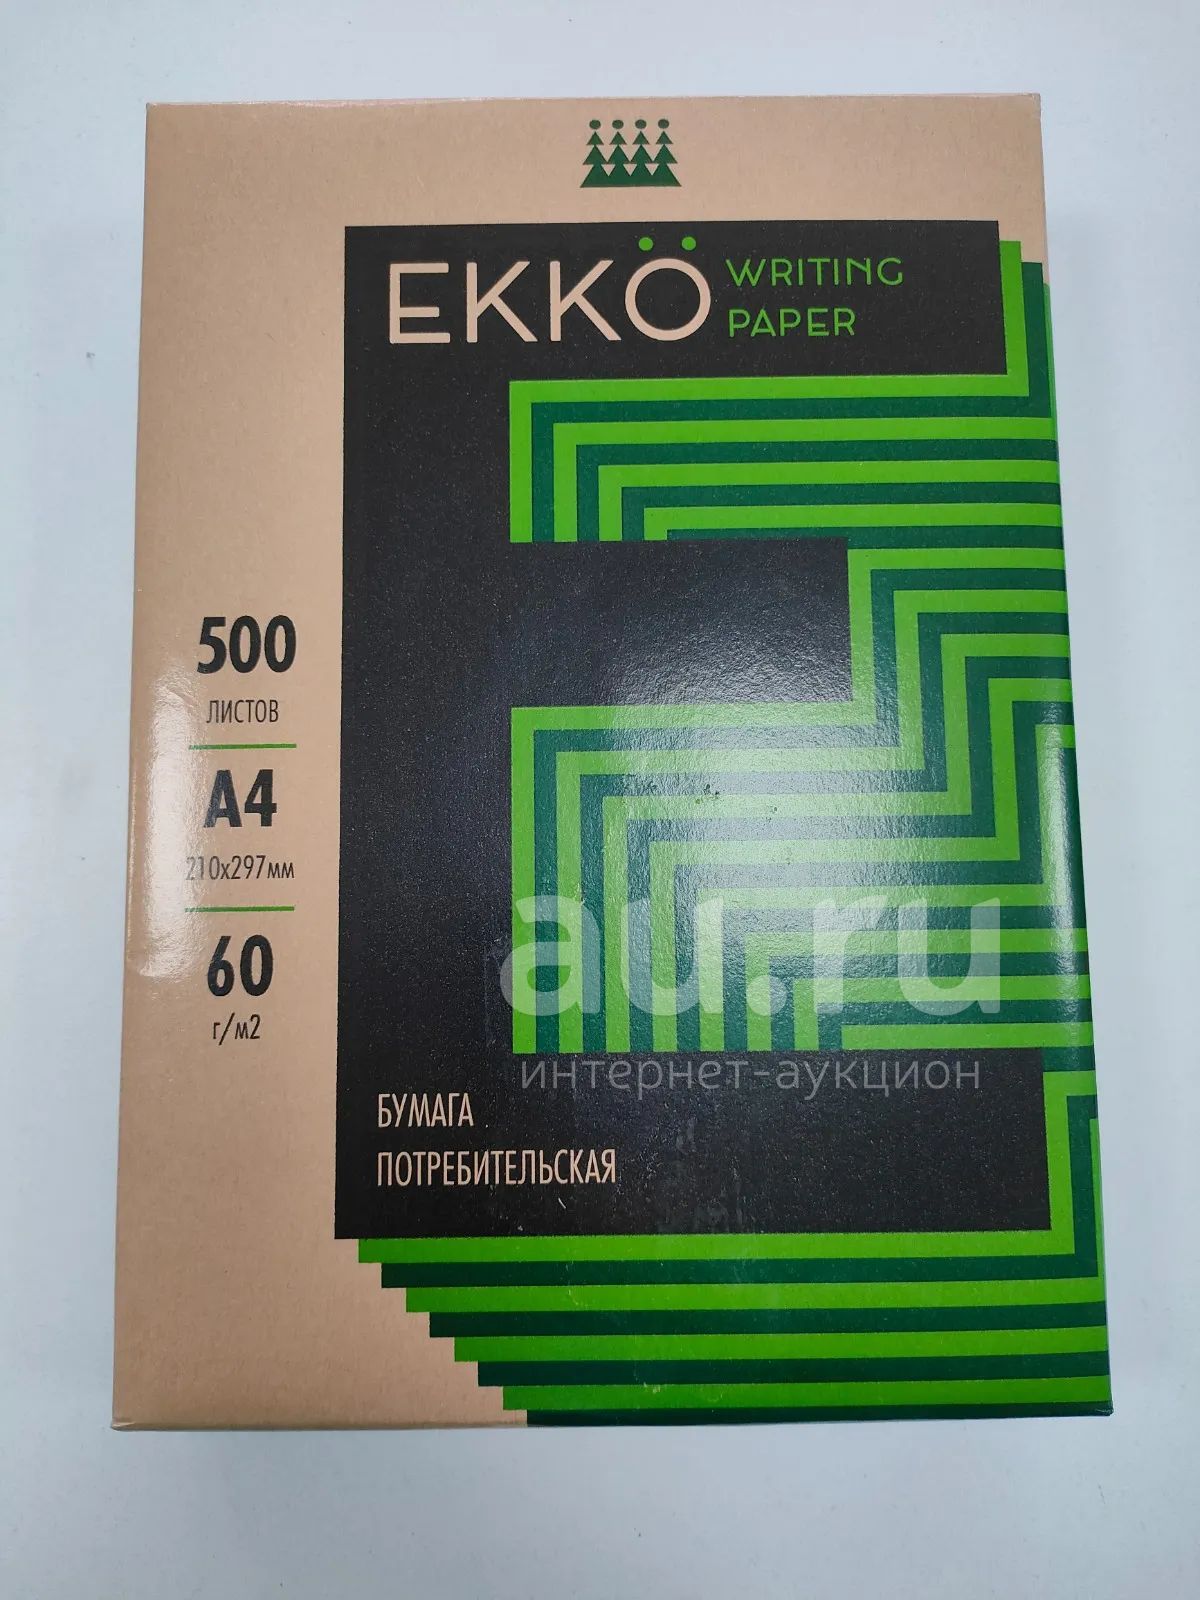 EKKÖ
WRITING
PAPER
500
ЛИСТОВ
A4
210x297мм
60
г/м2
au.ru
интернет-аукцион
БУМАГА
ПОТРЕБИТЕЛЬСКАЯ